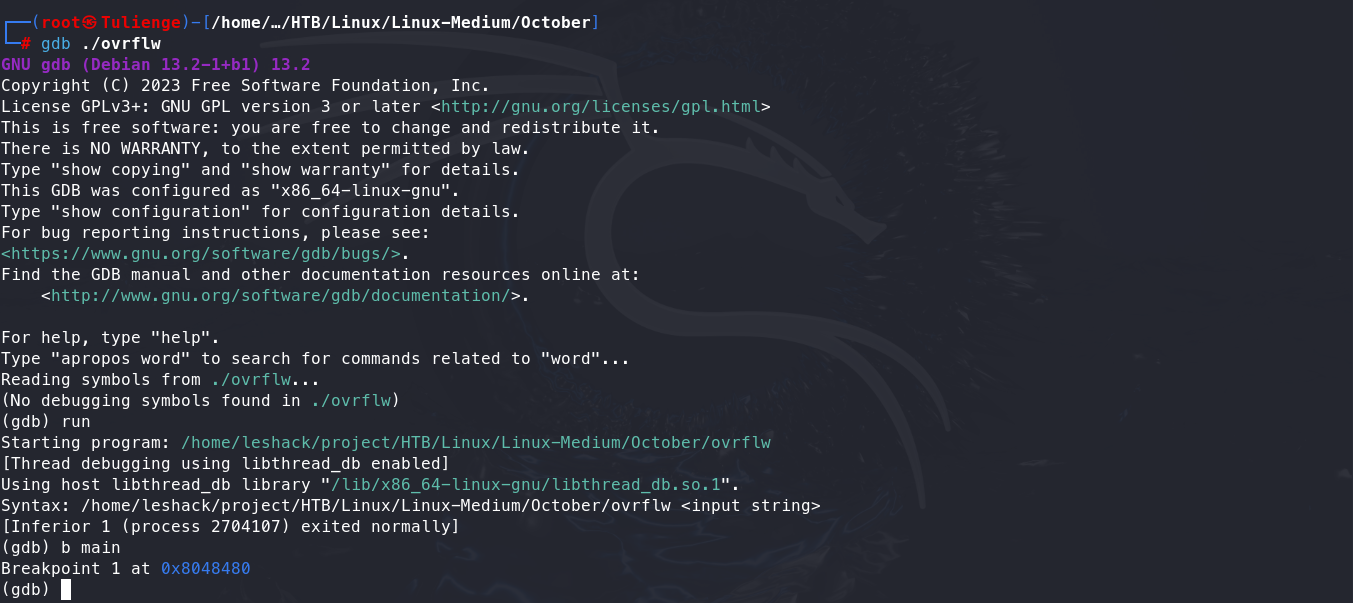 ┌──(root㉿Tulienge)-[/home/…/HTB/Linux/Linux-Medium/October]
└─# gdb ./ovrflw
GNU gdb (Debian 13.2-1+b1) 13.2
Copyright (C) 2023 Free Software Foundation, Inc.
License GPLv3+: GNU GPL version 3 or later <http://gnu.org/licenses/gpl.html>
This is free software: you are free to change and redistribute it.
There is NO WARRANTY, to the extent permitted by law.
Type "show copying" and "show warranty" for details.
This GDB was configured as "x86_64-linux-gnu".
Type "show configuration" for configuration details.
For bug reporting instructions, please see:
<https://www.gnu.org/software/gdb/bugs/>.
Find the GDB manual and other documentation resources online at:
    <http://www.gnu.org/software/gdb/documentation/>.

For help, type "help".
Type "apropos word" to search for commands related to "word"...
Reading symbols from ./ovrflw...
(No debugging symbols found in ./ovrflw)
(gdb) run
Starting program: /home/leshack/project/HTB/Linux/Linux-Medium/October/ovrflw
[Thread debugging using libthread_db enabled]
Using host libthread_db library "/lib/x86_64-linux-gnu/libthread_db.so.1".
Syntax: /home/leshack/project/HTB/Linux/Linux-Medium/October/ovrflw <input string>
[Inferior 1 (process 2704107) exited normally]
(gdb) b main
Breakpoint 1 at 0x8048480
(gdb)